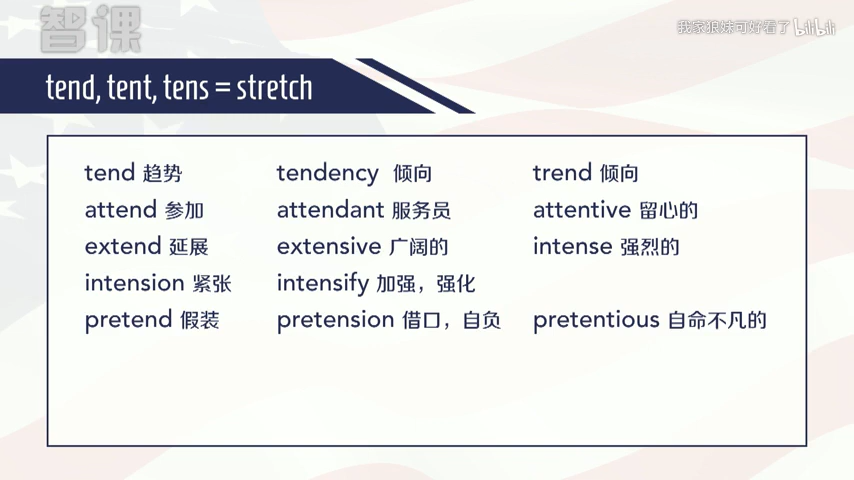 智课
我家狼妹可好看了 bilibili
tend, tent, tens = stretch
tend 趋势 tendency 倾向 trend 倾向
attend 参加 attendant 服务员 attentive 留心的
extend 延展 extensive 广阔的 intense 强烈的
intension 紧张 intensify 加强，强化
pretend 假装 pretension 借口，自负 pretentious 自命不凡的